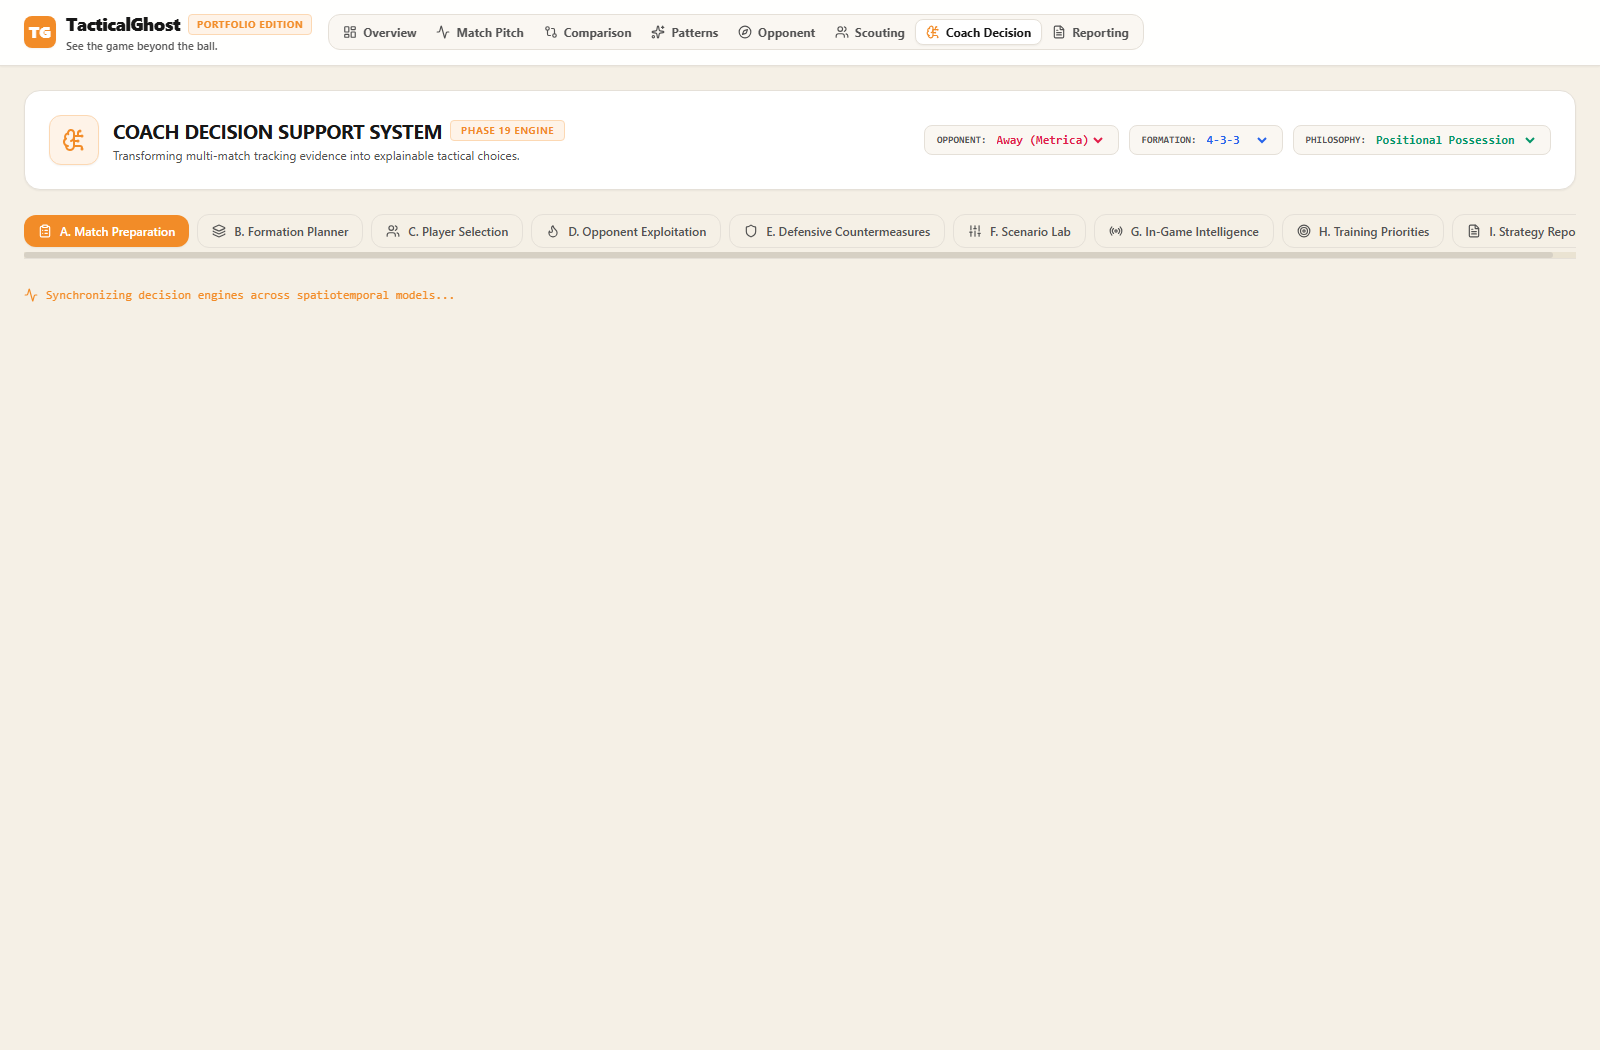 TG
TacticalGhost
PORTFOLIO EDITION
See the game beyond the ball.
Overview
Match Pitch
Comparison
Patterns
Opponent
Scouting
Coach Decision
Reporting
COACH DECISION SUPPORT SYSTEM
PHASE 19 ENGINE
Transforming multi-match tracking evidence into explainable tactical choices.
OPPONENT: Away (Metrica)
FORMATION: 4-3-3
PHILOSOPHY: Positional Possession
A. Match Preparation
B. Formation Planner
C. Player Selection
D. Opponent Exploitation
E. Defensive Countermeasures
F. Scenario Lab
G. In-Game Intelligence
H. Training Priorities
I. Strategy Repo
Synchronizing decision engines across spatiotemporal models...